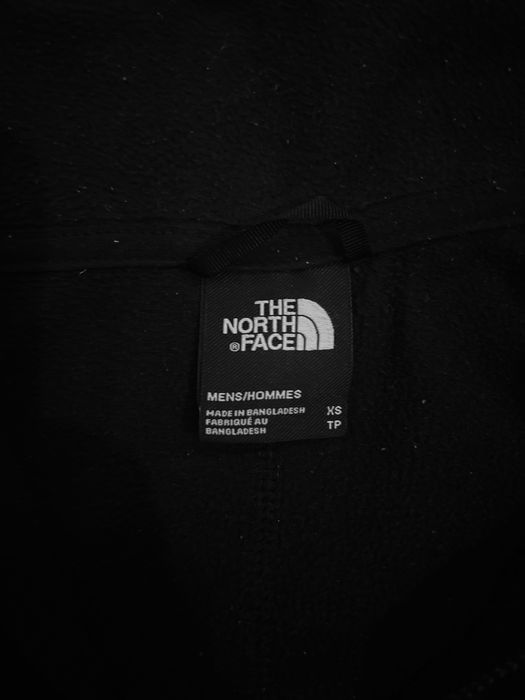 THE
NORTH
®FACE
MENS/HOMMES
MADE IN BANGLADESH XS
FABRIQUÉ AU TP
BANGLADESH